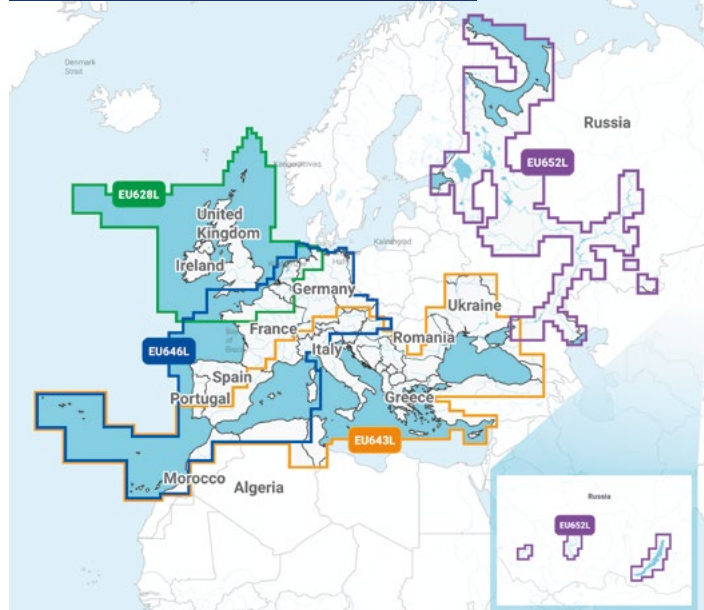 Denmark
Strait
Russia
EU652L
EU628L
United
Kingdom
Ireland
Kaliningrad
Germany
Ukraine
France
Romania
EU646L
Italy
Spain
Portugal
Greece
EU643L
Morocco
Algeria
Russia
EU652L